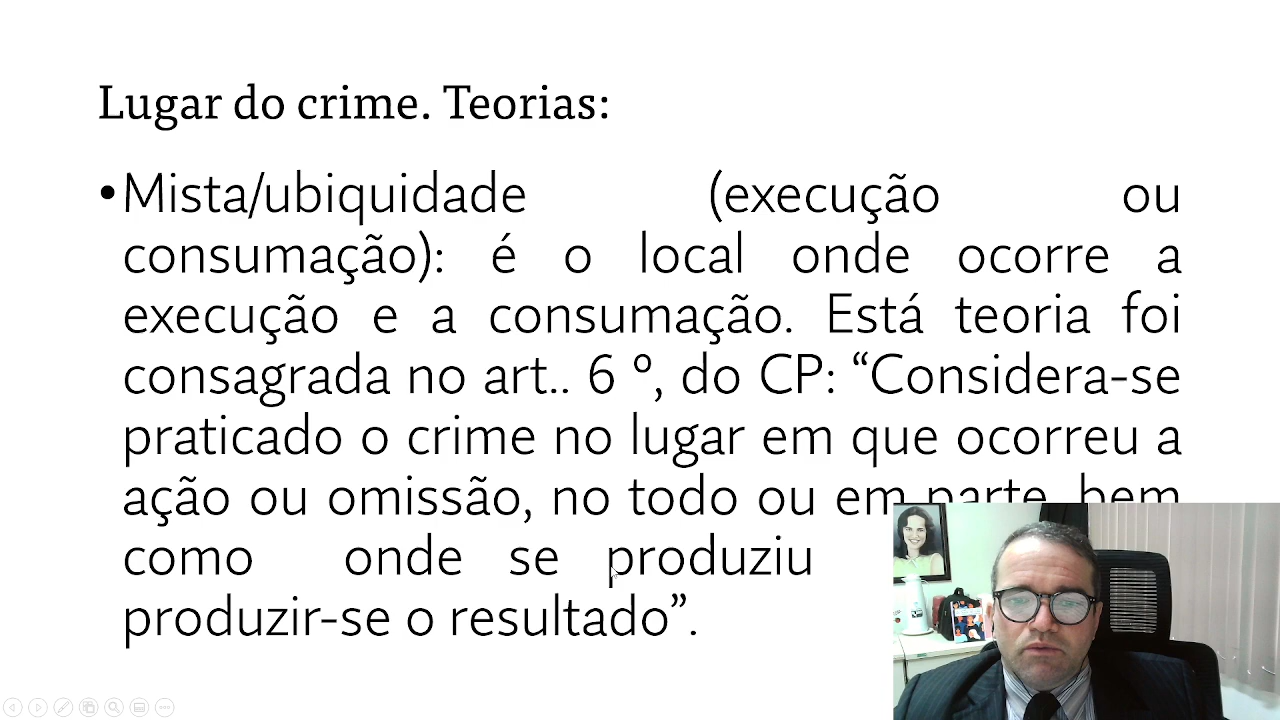 Lugar do crime. Teorias:
•Mista/ubiquidade (execução ou
consumação): é o local onde ocorre a
execução e a consumação. Está teoria foi
consagrada no art.. 6 º, do CP: “Considera-se
praticado o crime no lugar em que ocorreu a
ação ou omissão, no todo ou em parte, bem
como onde se produziu
produzir-se o resultado”.